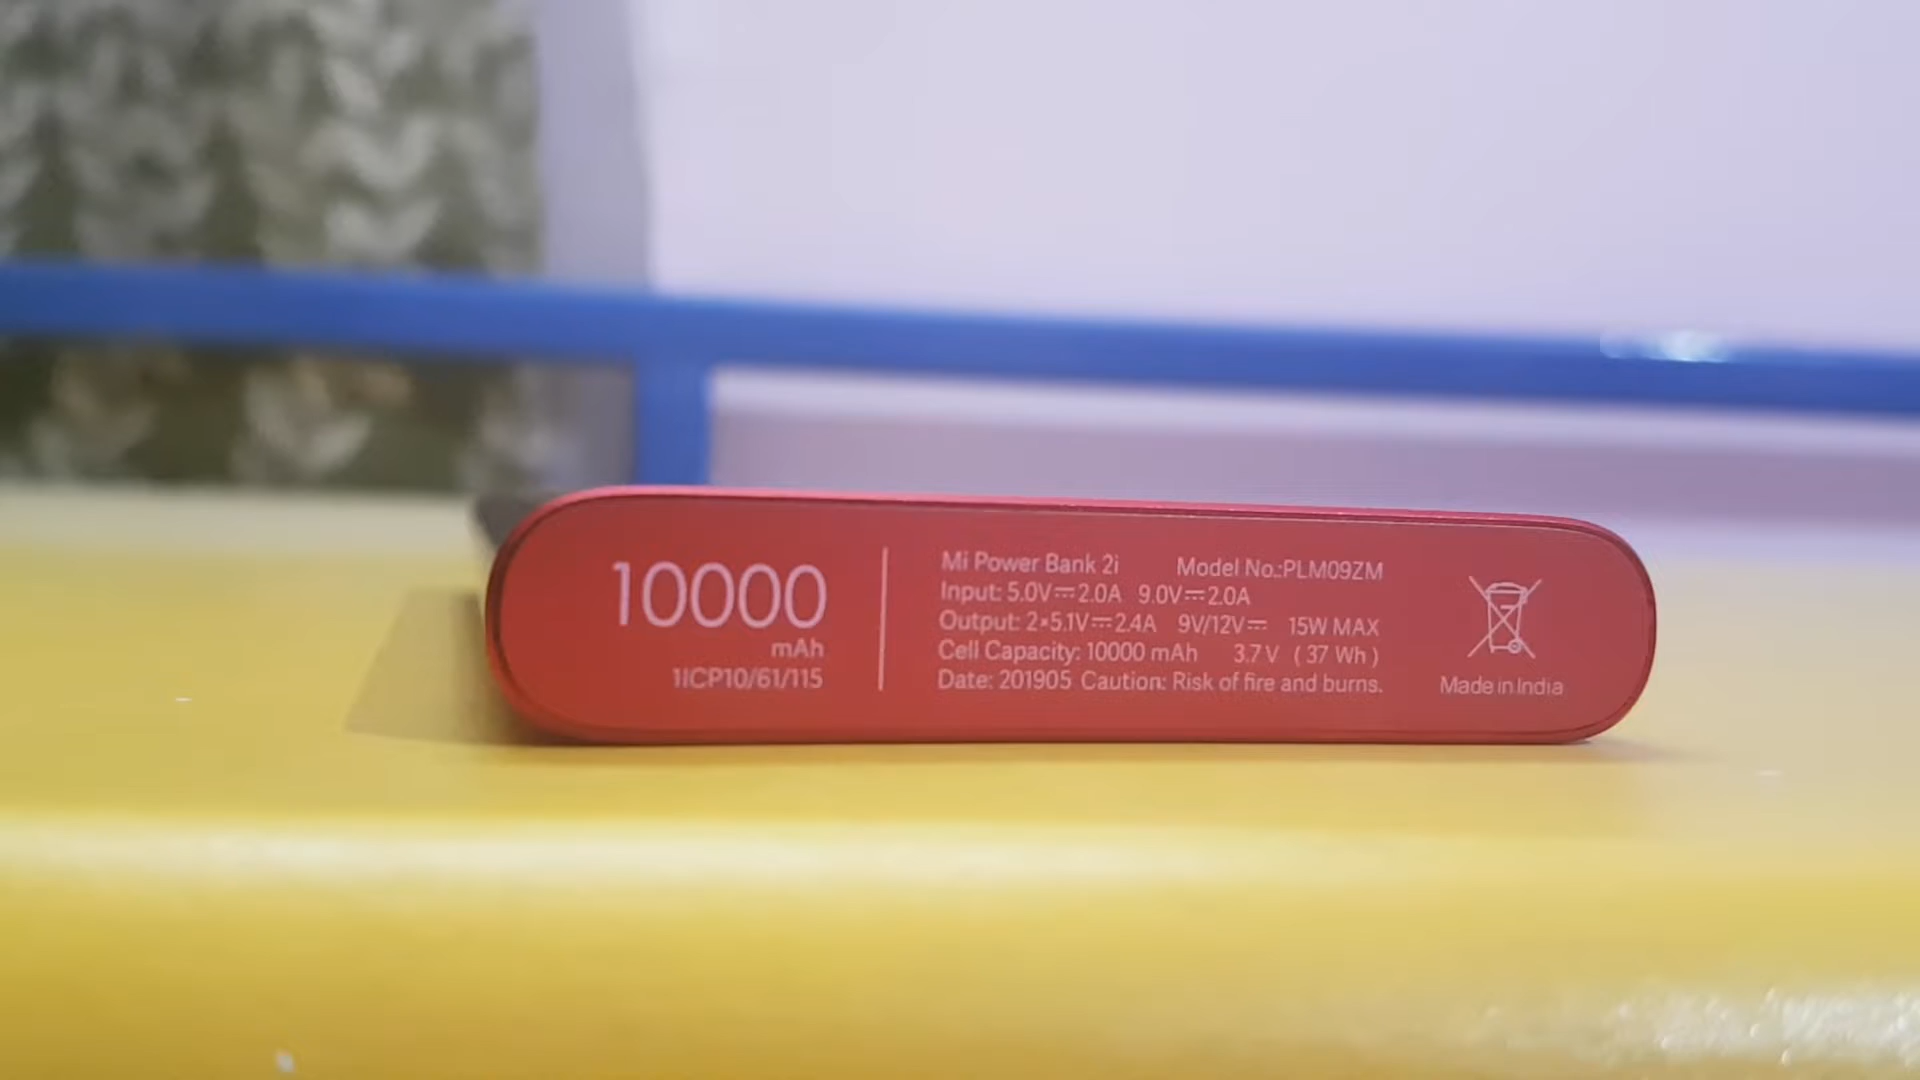 10000
mAh
1ICP10/61/115
Mi Power Bank 2i Model No.:PLM09ZM
Input: 5.0V⎓2.0A 9.0V⎓2.0A
Output: 2×5.1V⎓2.4A 9V/12V⎓ 15W MAX
Cell Capacity: 10000 mAh 3.7 V ( 37 Wh )
Date: 201905 Caution: Risk of fire and burns.
Made in India